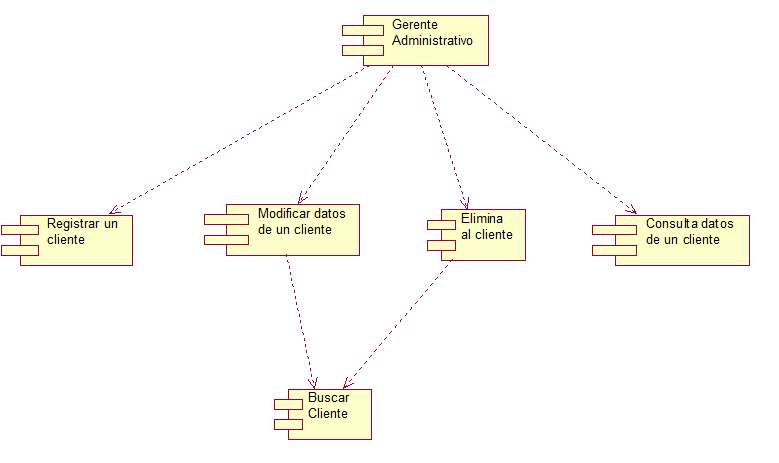 Gerente
Administrativo
Registrar un
cliente
Modificar datos
de un cliente
Elimina
al cliente
Consulta datos
de un cliente
Buscar
Cliente